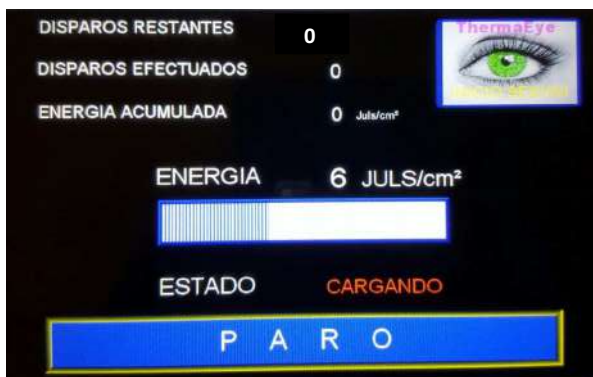 DISPAROS RESTANTES 0
ThermaEye
DISPAROS EFECTUADOS 0
ENERGIA ACUMULADA 0 Juls/cm²
ENERGIA 6 JULS/cm²
ESTADO CARGANDO
P A R O